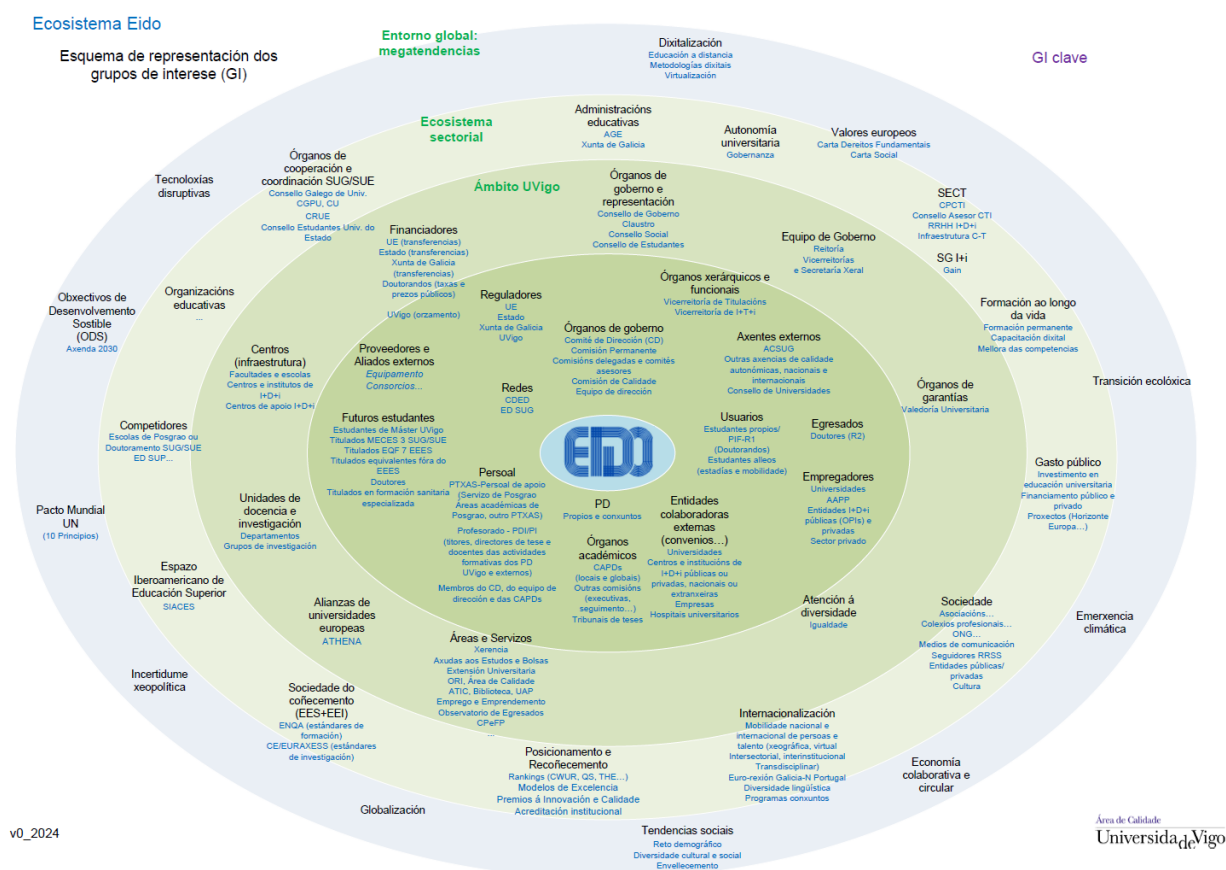 Ecosistema Eido
Esquema de representación dos
grupos de interese (GI)
Entorno global:
megatendencias
GI clave
Dixitalización
Educación a distancia
Metodologías dixitais
Virtualización
Ecosistema
sectorial
Administracións
educativas
AGE
Xunta de Galicia
Autonomía
universitaria
Gobernanza
Valores europeos
Carta Dereitos Fundamentais
Carta Social
Tecnoloxías
disruptivas
Órganos de
cooperación e
coordinación SUG/SUE
Consello Galego de Univ.
CGPU, CU
CRUE
Consello Estudantes Univ. do
Estado
Ámbito UVigo
Órganos de
goberno e
representación
Consello de Goberno
Claustro
Consello Social
Consello de Estudantes
SECT
CPCTI
Consello Asesor CTI
RRHH I+D+i
Infraestrutura C-T
SG I+i
Gain
Financiadores
UE (transferencias)
Estado (transferencias)
Xunta de Galicia
(transferencias)
Doutorandos (taxas e
prezos públicos)
UVigo (orzamento)
Equipo de Goberno
Reitoría
Vicerreitorías
e Secretaría Xeral
Obxectivos de
Desenvolvemento
Sostible
(ODS)
Axenda 2030
Organizacións
educativas
...
Reguladores
UE
Estado
Xunta de Galicia
UVigo
Órganos xerárquicos e
funcionais
Vicerreitoría de Titulacións
Vicerreitoría de I+T+i
Formación ao longo
da vida
Formación permanente
Capacitación dixital
Mellora das competencias
Centros
(infraestrutura)
Facultades e escolas
Centros e institutos de
I+D+i
Centros de apoio I+D+i
Proveedores e
Aliados externos
Equipamento
Consorcios...
Órganos de goberno
Comité de Dirección (CD)
Comisión Permanente
Comisións delegadas e comités
asesores
Comisión de Calidade
Equipo de dirección
Axentes externos
ACSUG
Outras axencias de calidade
autonómicas, nacionais e
internacionais
Consello de Universidades
Redes
CDED
ED SUG
Órganos de
garantías
Valedoría Universitaria
Transición ecolóxica
Competidores
Escolas de Posgrao ou
Doutoramento SUG/SUE
ED SUP...
Futuros estudantes
Estudantes de Máster UVigo
Titulados MECES 3 SUG/SUE
Titulados EQF 7 EEES
Titulados equivalentes fóra do
EEES
Doutores
Titulados en formación sanitaria
especializada
EIDO
Usuarios
Estudantes propios/
PIF-R1
(Doutorandos)
Estudantes alleos
(estadías e mobilidade)
Egresados
Doutores (R2)
Gasto público
Investimento en
educación universitaria
Financiamento público e
privado
Proxectos (Horizonte
Europa...)
Pacto Mundial
UN
(10 Principios)
Unidades de
docencia e
investigación
Departamentos
Grupos de investigación
Persoal
PTXAS-Persoal de apoio
(Servizo de Posgrao
Áreas académicas de
Posgrao, outro PTXAS)
Profesorado - PDI/PI
(titores, directores de tese e
docentes das actividades
formativas dos PD
UVigo e externos)
Membros do CD, do equipo de
dirección e das CAPDs
PD
Propios e conxuntos
Órganos
académicos
CAPDs
(locais e globais)
Outras comisións
(executivas,
seguimento...)
Tribunais de teses
Entidades
colaboradoras
externas
(convenios...)
Universidades
Centros e institucións de
I+D+i públicas ou
privadas, nacionais ou
extranxeiras
Empresas
Hospitais universitarios
Empregadores
Universidades
AAPP
Entidades I+D+i
públicas (OPIs) e
privadas
Sector privado
Espazo
Iberoamericano de
Educación Superior
SIACES
Alianzas de
universidades
europeas
ATHENA
Atención á
diversidade
Igualdade
Sociedade
Asociacións...
Colexios profesionais...
ONG...
Medios de comunicación
Seguidores RRSS
Entidades públicas/
privadas
Cultura
Emerxencia
climática
Incertidume
xeopolítica
Áreas e Servizos
Xerencia
Axudas aos Estudos e Bolsas
Extensión Universitaria
ORI, Área de Calidade
ATIC, Biblioteca, UAP
Emprego e Emprendemento
Observatorio de Egresados
CPeFP
...
Sociedade do
coñecemento
(EES+EEI)
ENQA (estándares de
formación)
CE/EURAXESS (estándares
de investigación)
Posicionamento e
Recoñecemento
Rankings (CWUR, QS, THE...)
Modelos de Excelencia
Premios á Innovación e Calidade
Acreditación institucional
Internacionalización
Mobilidade nacional e
internacional de persoas e
talento (xeográfica, virtual
Intersectorial, interinstitucional
Transdisciplinar)
Euro-rexión Galicia-N Portugal
Diversidade lingüística
Programas conxuntos
Economía
colaborativa e
circular
Globalización
Tendencias sociais
Reto demográfico
Diversidade cultural e social
Envellecemento
v0_2024
Área de Calidade
UniversidadeVigo